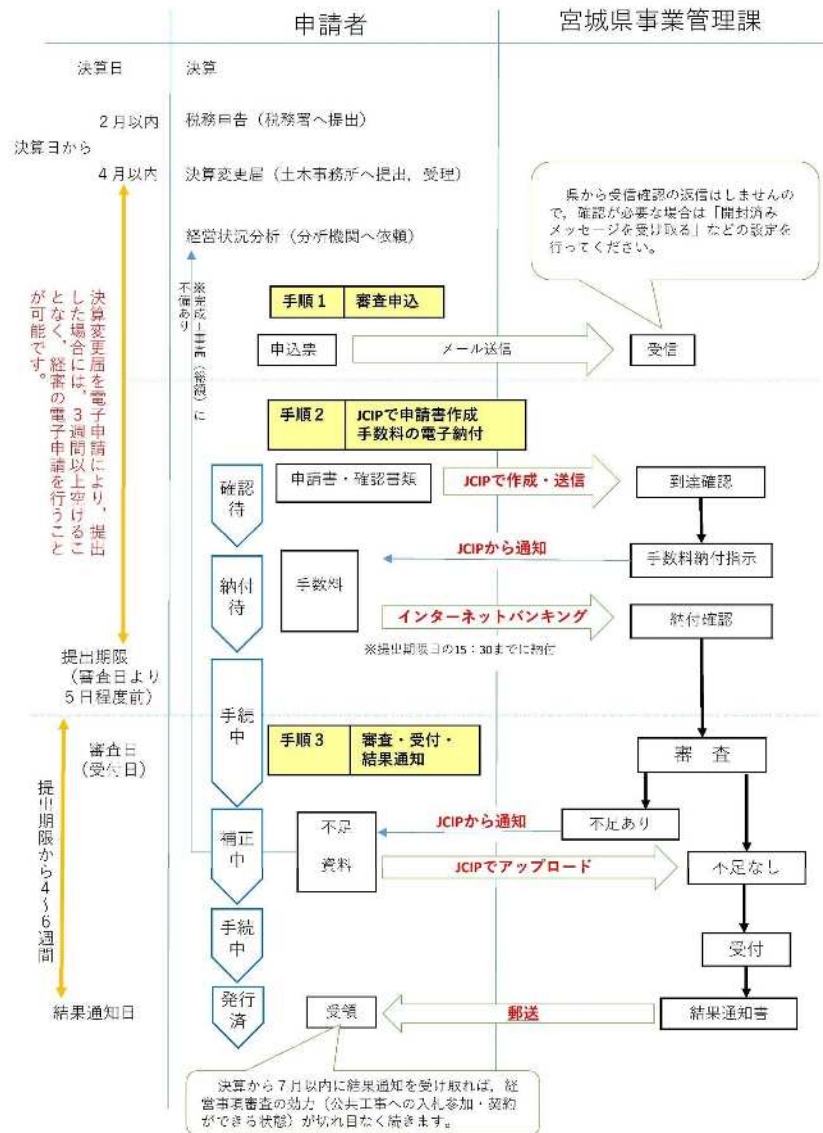 申請者
宮城県事業管理課
決算日
決算
2月以内
税務申告（税務署へ提出）
決算日から
4月以内
決算変更届（土木事務所へ提出，受理）
県から受信確認の返信はしませんの
で，確認が必要な場合は「開封済み
メッセージを受け取る」などの設定を
行ってください。
経営状況分析（分析機関へ依頼）
決算変更届を電子申請により，提出
した場合には，3週間以上空けるこ
となく，経審の電子申請を行うこと
が可能です。
※完成工事高（総額）に
不備あり
手順1
審査申込
申込票
メール送信
受信
手順2
JCIPで申請書作成
手数料の電子納付
確認
待
申請書・確認書類
JCIPで作成・送信
到達確認
JCIPから通知
手数料納付指示
納付
待
手数料
インターネットバンキング
納付確認
※提出期限日の15：30までに納付
提出期限
（審査日より
5日程度前）
手続
中
手順3
審査・受付・
結果通知
審査日
（受付日）
審　査
提出期限から4～6週間
補正
中
不足
資料
JCIPから通知
不足あり
JCIPでアップロード
不足なし
手続
中
受付
結果通知日
発行
済
受領
郵送
結果通知書
決算から7月以内に結果通知を受け取れば，経
営事項審査の効力（公共工事への入札参加・契約
ができる状態）が切れ目なく続きます。